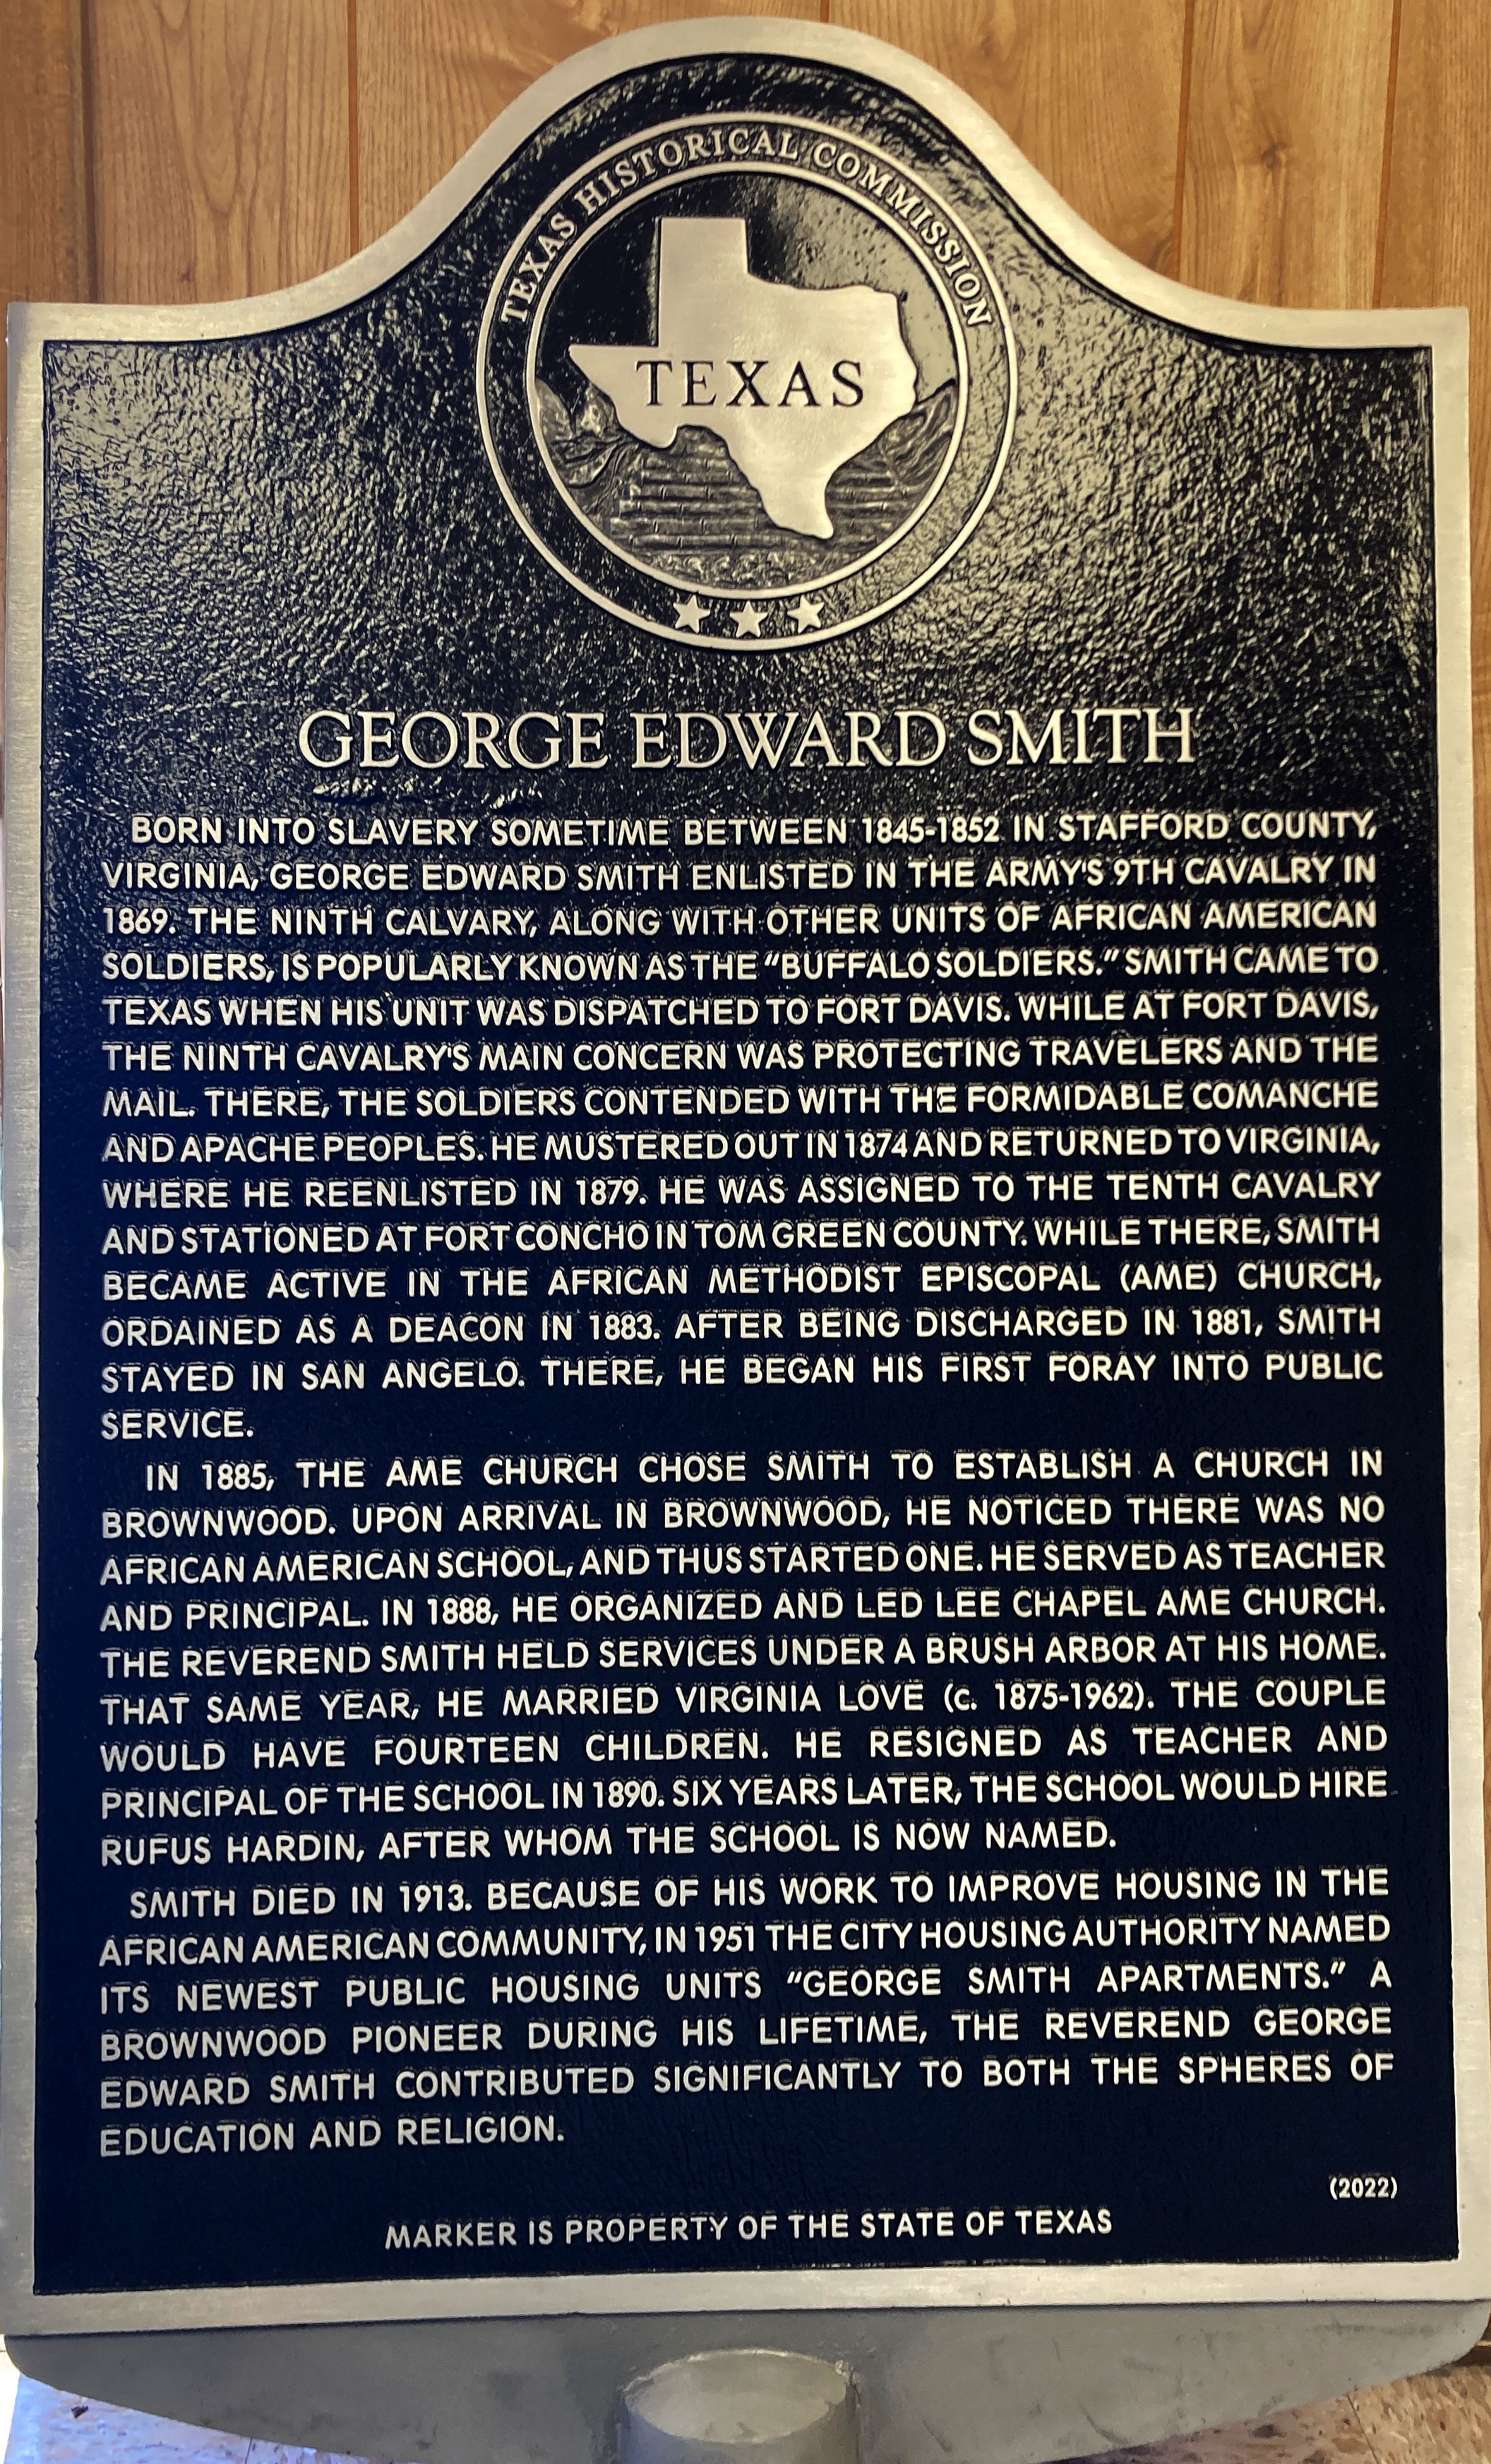 TEXAS HISTORICAL COMMISSION
TEXAS
GEORGE EDWARD SMITH
BORN INTO SLAVERY SOMETIME BETWEEN 1845-1852 IN STAFFORD COUNTY,
VIRGINIA, GEORGE EDWARD SMITH ENLISTED IN THE ARMY'S 9TH CAVALRY IN
1869. THE NINTH CALVARY, ALONG WITH OTHER UNITS OF AFRICAN AMERICAN
SOLDIERS, IS POPULARLY KNOWN AS THE "BUFFALO SOLDIERS." SMITH CAME TO
TEXAS WHEN HIS UNIT WAS DISPATCHED TO FORT DAVIS. WHILE AT FORT DAVIS,
THE NINTH CAVALRY'S MAIN CONCERN WAS PROTECTING TRAVELERS AND THE
MAIL. THERE, THE SOLDIERS CONTENDED WITH THE FORMIDABLE COMANCHE
AND APACHE PEOPLES. HE MUSTERED OUT IN 1874 AND RETURNED TO VIRGINIA,
WHERE HE REENLISTED IN 1879. HE WAS ASSIGNED TO THE TENTH CAVALRY
AND STATIONED AT FORT CONCHO IN TOM GREEN COUNTY. WHILE THERE, SMITH
BECAME ACTIVE IN THE AFRICAN METHODIST EPISCOPAL (AME) CHURCH,
ORDAINED AS A DEACON IN 1883. AFTER BEING DISCHARGED IN 1881, SMITH
STAYED IN SAN ANGELO. THERE, HE BEGAN HIS FIRST FORAY INTO PUBLIC
SERVICE.
IN 1885, THE AME CHURCH CHOSE SMITH TO ESTABLISH A CHURCH IN
BROWNWOOD. UPON ARRIVAL IN BROWNWOOD, HE NOTICED THERE WAS NO
AFRICAN AMERICAN SCHOOL, AND THUS STARTED ONE. HE SERVED AS TEACHER
AND PRINCIPAL. IN 1888, HE ORGANIZED AND LED LEE CHAPEL AME CHURCH.
THE REVEREND SMITH HELD SERVICES UNDER A BRUSH ARBOR AT HIS HOME.
THAT SAME YEAR, HE MARRIED VIRGINIA LOVE (c. 1875-1962). THE COUPLE
WOULD HAVE FOURTEEN CHILDREN. HE RESIGNED AS TEACHER AND
PRINCIPAL OF THE SCHOOL IN 1890. SIX YEARS LATER, THE SCHOOL WOULD HIRE
RUFUS HARDIN, AFTER WHOM THE SCHOOL IS NOW NAMED.
SMITH DIED IN 1913. BECAUSE OF HIS WORK TO IMPROVE HOUSING IN THE
AFRICAN AMERICAN COMMUNITY, IN 1951 THE CITY HOUSING AUTHORITY NAMED
ITS NEWEST PUBLIC HOUSING UNITS "GEORGE SMITH APARTMENTS." A
BROWNWOOD PIONEER DURING HIS LIFETIME, THE REVEREND GEORGE
EDWARD SMITH CONTRIBUTED SIGNIFICANTLY TO BOTH THE SPHERES OF
EDUCATION AND RELIGION.
(2022)
MARKER IS PROPERTY OF THE STATE OF TEXAS